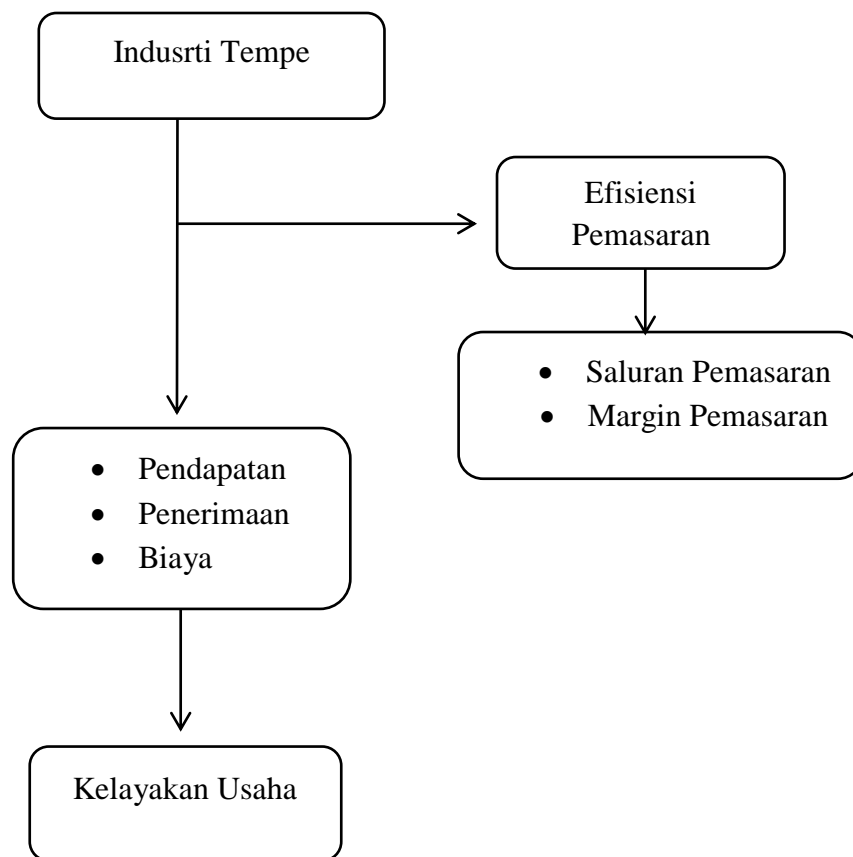 Indusrti Tempe
Efisiensi
Pemasaran
• Saluran Pemasaran
• Margin Pemasaran
• Pendapatan
• Penerimaan
• Biaya
Kelayakan Usaha